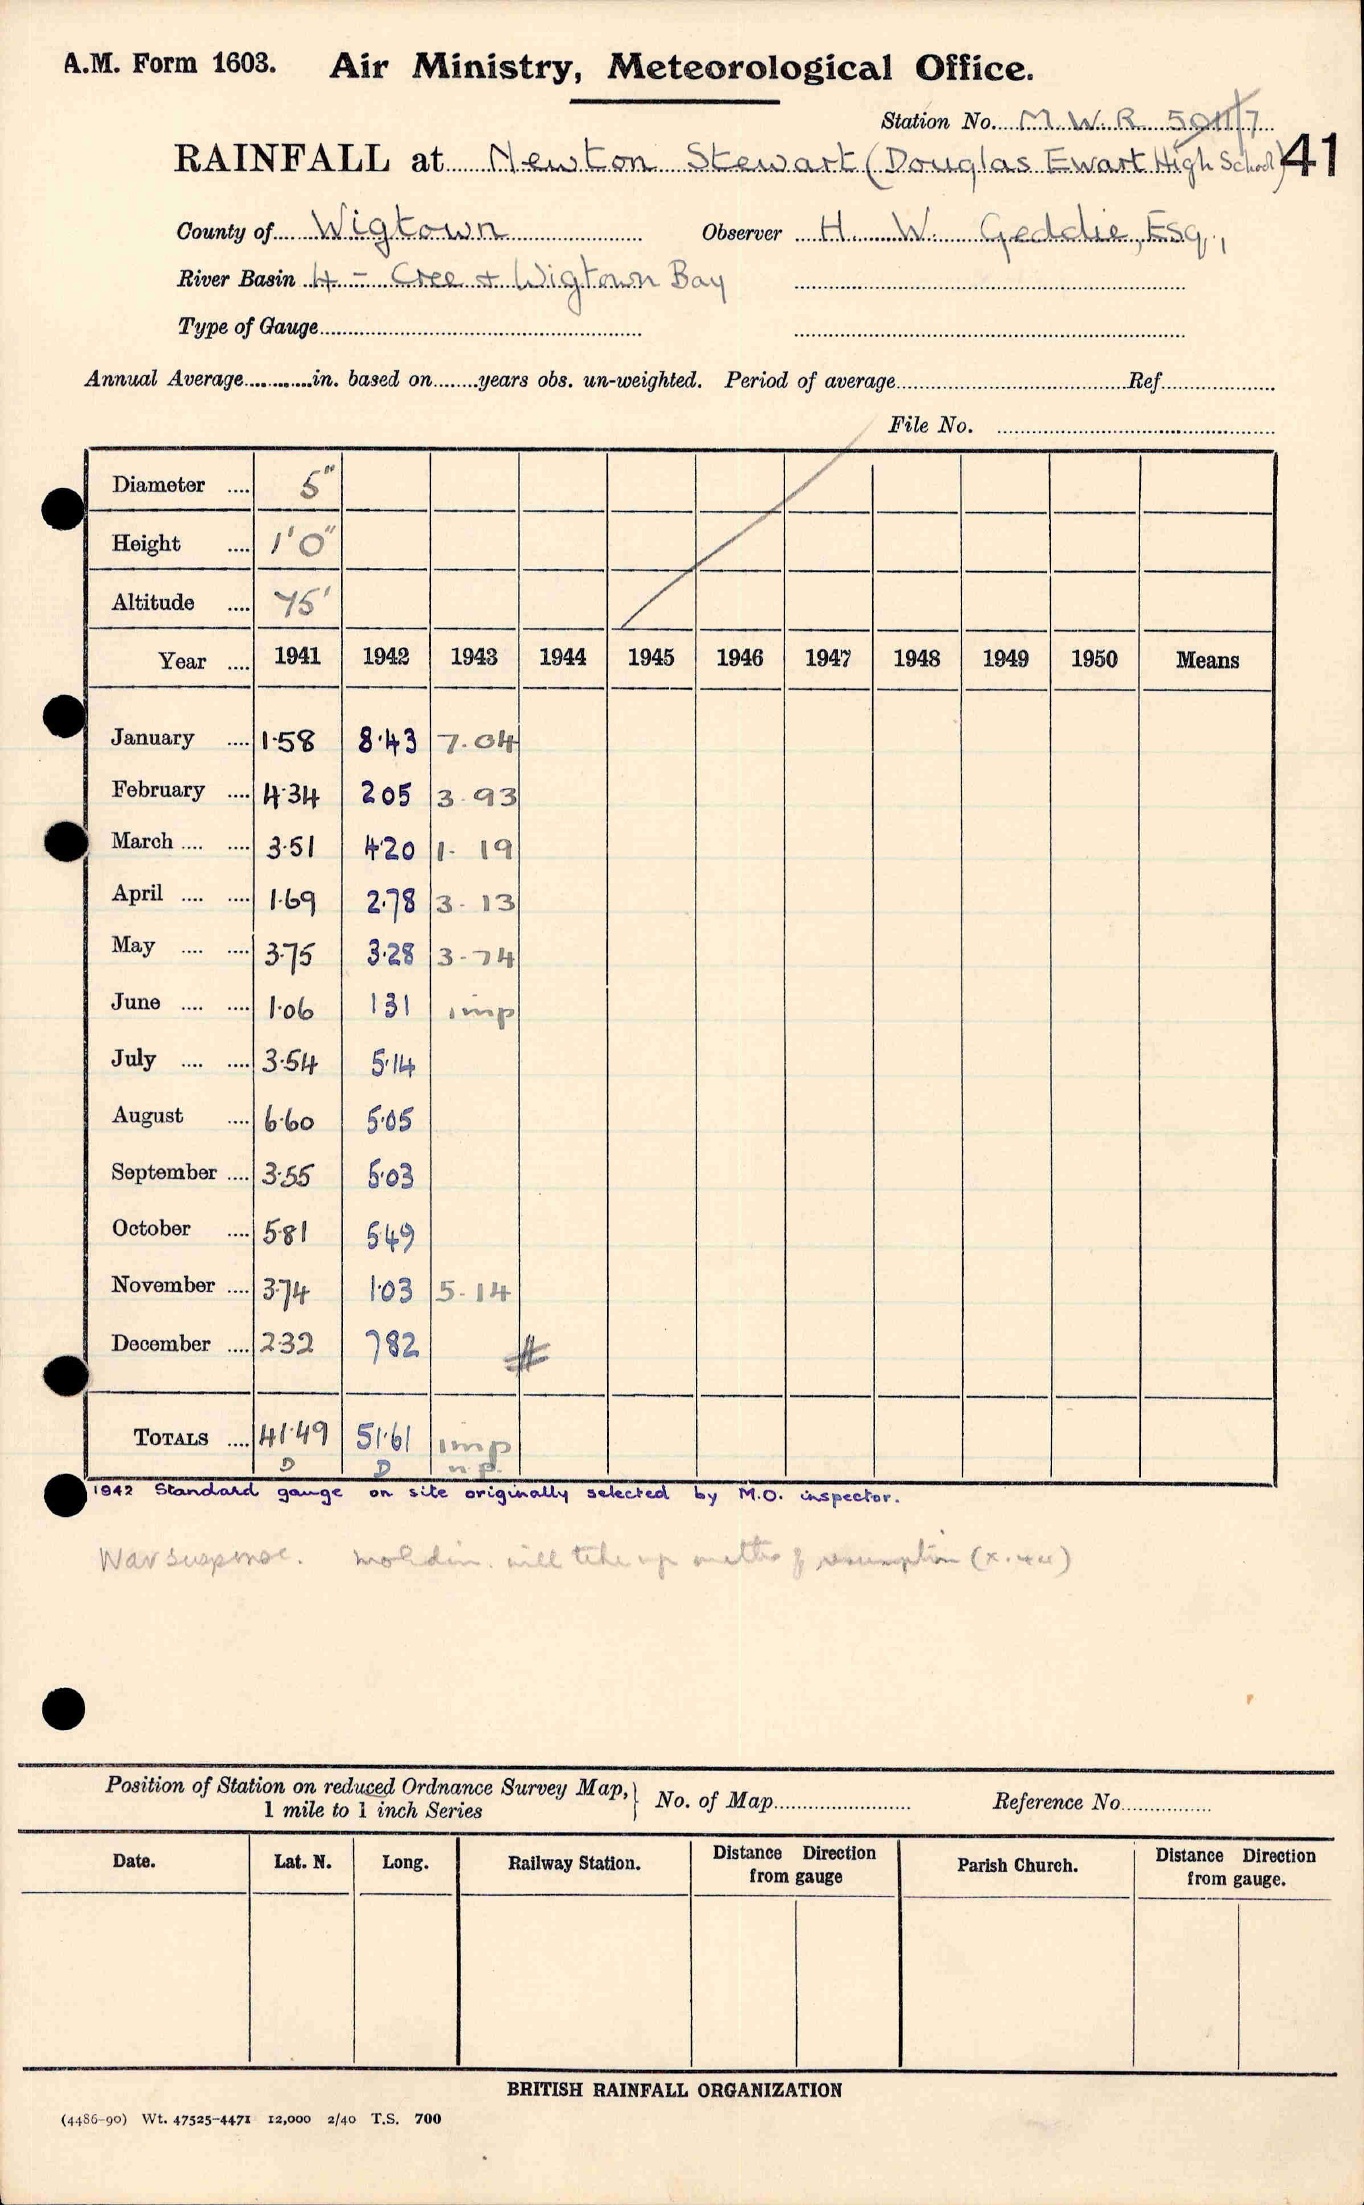 A.M. Form 1603. Air Ministry, Meteorological Office.
Station No. M.W.R. 5011/7
RAINFALL at Newton Stewart (Douglas Ewart High School) 41
County of Wigtown Observer H. W. Geddie, Esq.,
River Basin 4 - Cree + Wigtown Bay
Type of Gauge
Annual Average in. based on years obs. un-weighted. Period of average Ref.
File No.
Diameter .... 5"
Height .... 1'0"
Altitude .... 75'
Year .... 1941 1942 1943 1944 1945 1946 1947 1948 1949 1950 Means
January .... 1.58 8.43 7.04
February .... 4.34 205 3.93
March .... .... 3.51 4.20 1.19
April .... .... 1.69 2.78 3.13
May .... .... 3.75 3.28 3.74
June .... .... 1.06 131 imp
July .... .... 3.54 5.14
August .... 6.60 5.05
September .... 3.55 5.03
October .... 5.81 5.49
November .... 3.74 1.03 5.14
December .... 2.32 782 #
TOTALS .... 41.49 51.61 imp
D D n.p.
1942 Standard gauge on site originally selected by M.O. inspector.
War suspense. will take up matter of resumption
Position of Station on reduced Ordnance Survey Map, } No. of Map Reference No.
1 mile to 1 inch Series
Date. Lat. N. Long. Railway Station. Distance Direction from gauge Parish Church. Distance Direction from gauge.
BRITISH RAINFALL ORGANIZATION
(4486-90) Wt. 47525-4471 12,000 2/40 T.S. 700